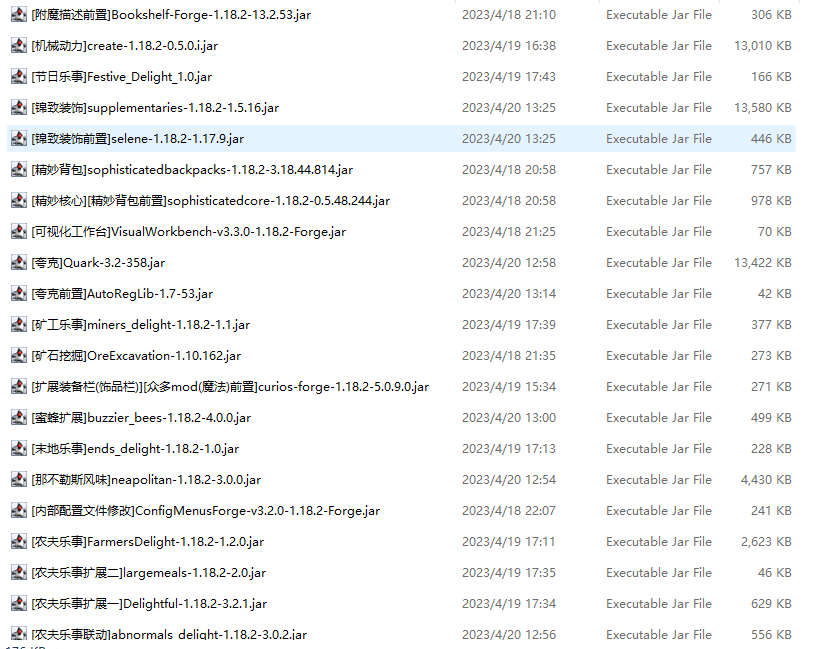 [附魔描述前置]Bookshelf-Forge-1.18.2-13.2.53.jar 2023/4/18 21:10 Executable Jar File 306 KB
[机械动力]create-1.18.2-0.5.0.i.jar 2023/4/19 16:38 Executable Jar File 13,010 KB
[节日乐事]Festive_Delight_1.0.jar 2023/4/19 17:43 Executable Jar File 166 KB
[锦致装饰]supplementaries-1.18.2-1.5.16.jar 2023/4/20 13:25 Executable Jar File 13,580 KB
[锦致装饰前置]selene-1.18.2-1.17.9.jar 2023/4/20 13:25 Executable Jar File 446 KB
[精妙背包]sophisticatedbackpacks-1.18.2-3.18.44.814.jar 2023/4/18 20:58 Executable Jar File 757 KB
[精妙核心][精妙背包前置]sophisticatedcore-1.18.2-0.5.48.244.jar 2023/4/18 20:58 Executable Jar File 978 KB
[可视化工作台]VisualWorkbench-v3.3.0-1.18.2-Forge.jar 2023/4/18 21:25 Executable Jar File 70 KB
[夸克]Quark-3.2-358.jar 2023/4/20 12:58 Executable Jar File 13,422 KB
[夸克前置]AutoRegLib-1.7-53.jar 2023/4/20 13:14 Executable Jar File 42 KB
[矿工乐事]miners_delight-1.18.2-1.1.jar 2023/4/19 17:39 Executable Jar File 377 KB
[矿石挖掘]OreExcavation-1.10.162.jar 2023/4/18 21:35 Executable Jar File 273 KB
[扩展装备栏(饰品栏)][众多mod(魔法)前置]curios-forge-1.18.2-5.0.9.0.jar 2023/4/19 15:34 Executable Jar File 271 KB
[蜜蜂扩展]buzzier_bees-1.18.2-4.0.0.jar 2023/4/20 13:00 Executable Jar File 499 KB
[末地乐事]ends_delight-1.18.2-1.0.jar 2023/4/19 17:13 Executable Jar File 228 KB
[那不勒斯风味]neapolitan-1.18.2-3.0.0.jar 2023/4/20 12:54 Executable Jar File 4,430 KB
[内部配置文件修改]ConfigMenusForge-v3.2.0-1.18.2-Forge.jar 2023/4/18 22:07 Executable Jar File 241 KB
[农夫乐事]FarmersDelight-1.18.2-1.2.0.jar 2023/4/19 17:11 Executable Jar File 2,623 KB
[农夫乐事扩展二]largemeals-1.18.2-2.0.jar 2023/4/19 17:35 Executable Jar File 46 KB
[农夫乐事扩展一]Delightful-1.18.2-3.2.1.jar 2023/4/19 17:34 Executable Jar File 629 KB
[农夫乐事联动]abnormals_delight-1.18.2-3.0.2.jar 2023/4/20 12:56 Executable Jar File 556 KB